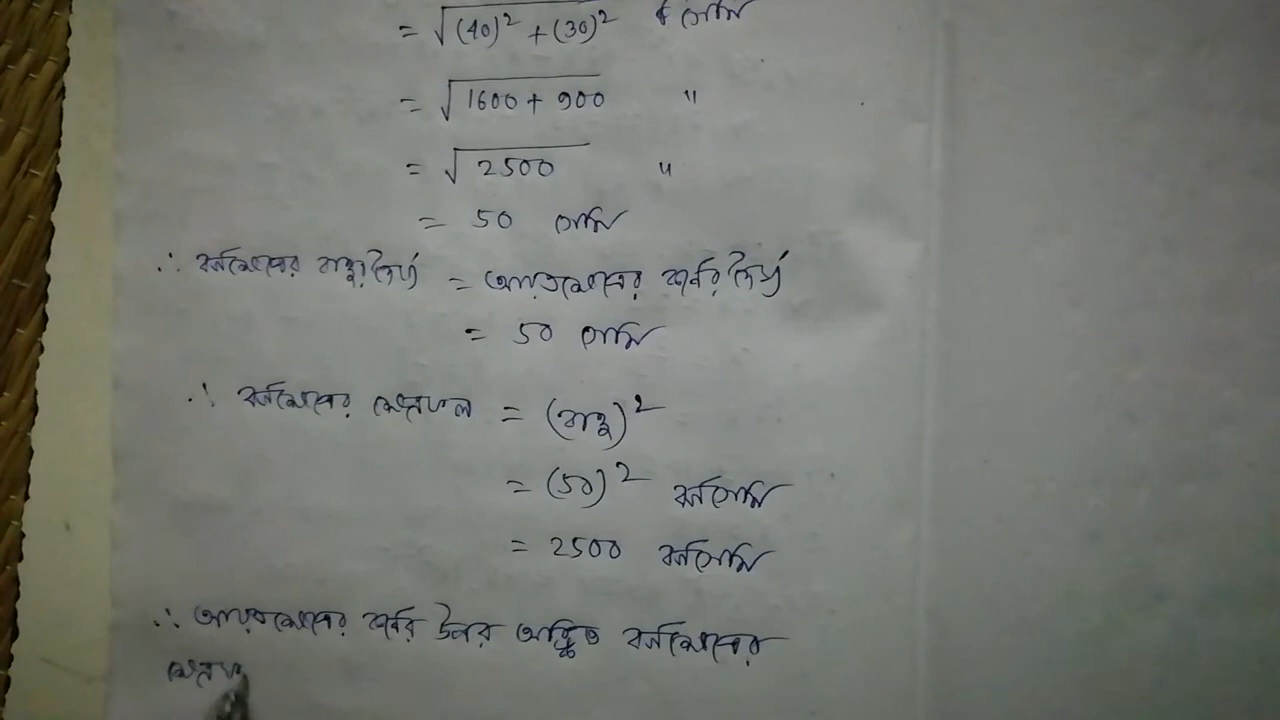 = √(40)² + (30)² সেমি
= √1600 + 900 "
= √2500 "
= 50 সেমি
∴ বর্গক্ষেত্রের বাহুর দৈর্ঘ্য = আয়তক্ষেত্রের কর্ণের দৈর্ঘ্য
= 50 সেমি
∴ বর্গক্ষেত্রের ক্ষেত্রফল = (বাহু)²
= (50)² বর্গসেমি
= 2500 বর্গসেমি
∴ আয়তক্ষেত্রের কর্ণের উপর অঙ্কিত বর্গক্ষেত্রের
ক্ষেত্রফ